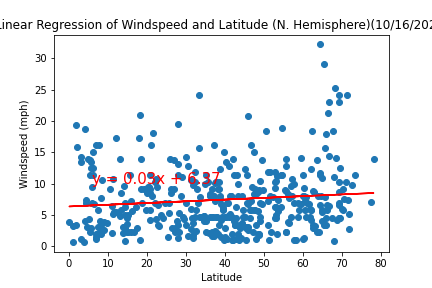 Linear Regression of Windspeed and Latitude (N. Hemisphere)(10/16/202
Windspeed (mph)
30
25
20
15
10
5
0
y = 0.03x + 6.37
0 10 20 30 40 50 60 70 80
Latitude